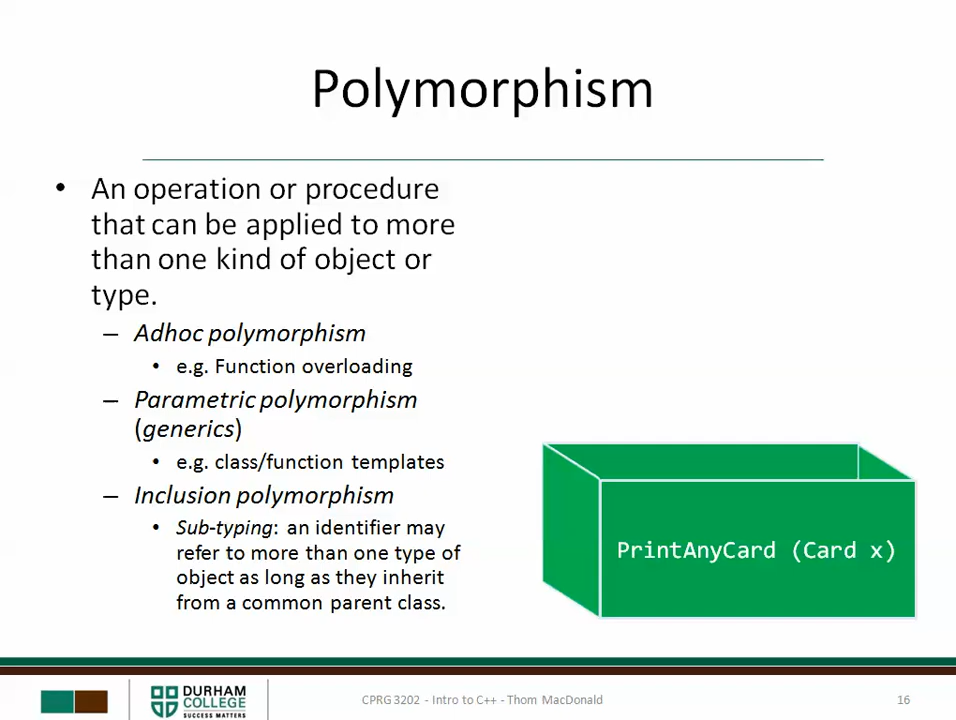 Polymorphism
• An operation or procedure
that can be applied to more
than one kind of object or
type.
– Adhoc polymorphism
• e.g. Function overloading
– Parametric polymorphism
(generics)
• e.g. class/function templates
– Inclusion polymorphism
• Sub-typing: an identifier may
refer to more than one type of
object as long as they inherit
from a common parent class.
PrintAnyCard (Card x)
DURHAM
COLLEGE
SUCCESS MATTERS
CPRG 3202 - Intro to C++ - Thom MacDonald
16